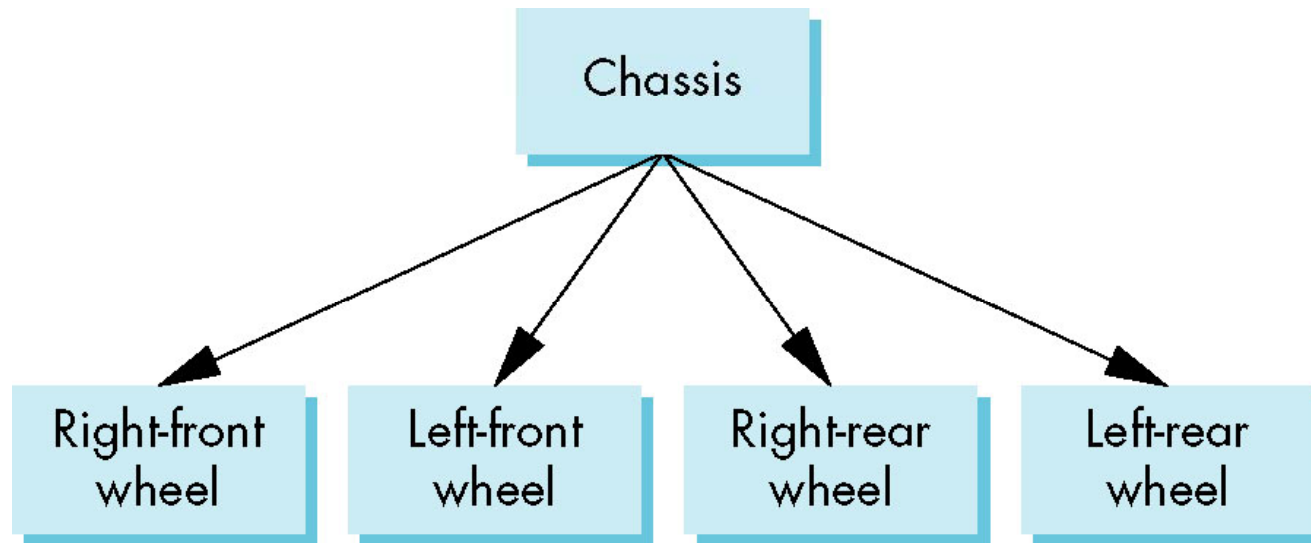 Chassis
Right-front
wheel
Left-front
wheel
Right-rear
wheel
Left-rear
wheel